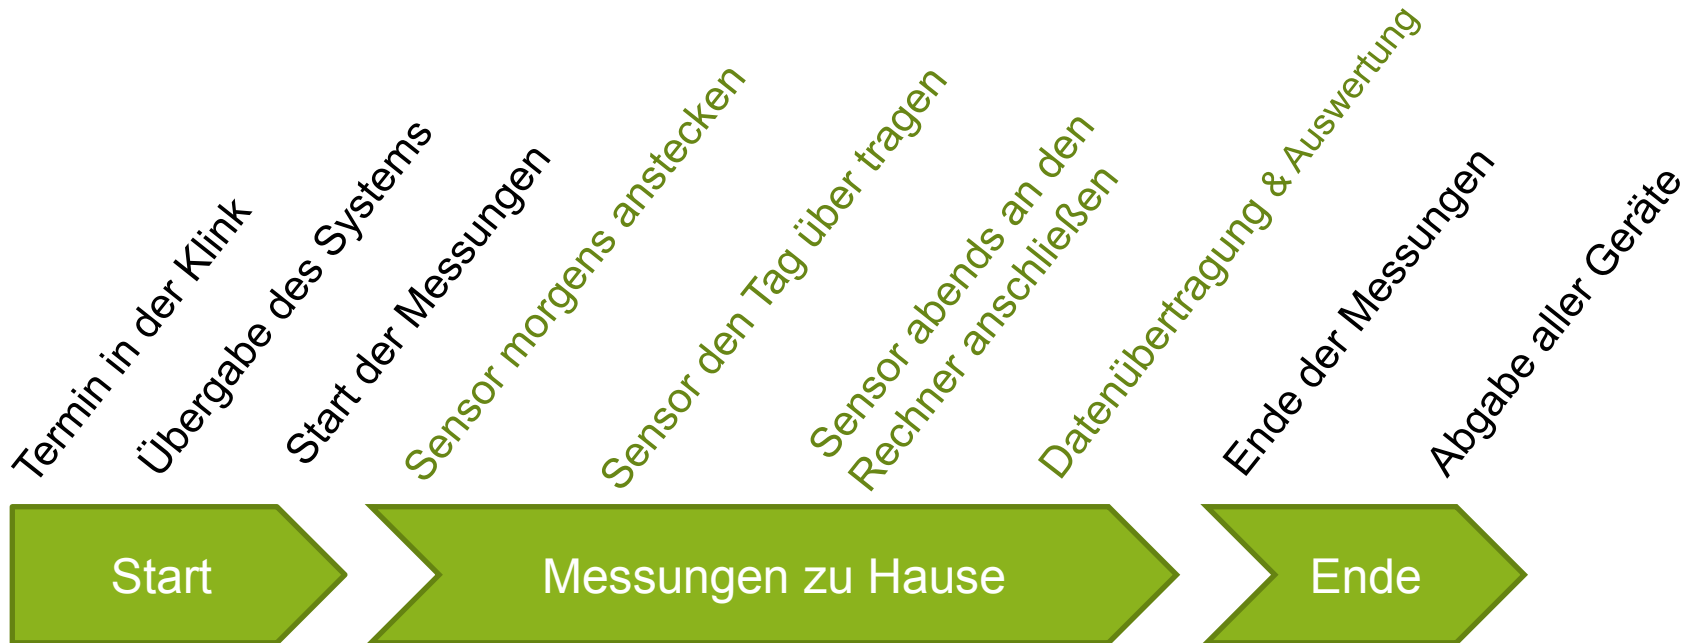 Termin in der Klink
Übergabe des Systems
Start der Messungen
Sensor morgens anstecken
Sensor den Tag über tragen
Sensor abends an den
Rechner anschließen
Datenübertragung & Auswertung
Ende der Messungen
Abgabe aller Geräte
Start
Messungen zu Hause
Ende